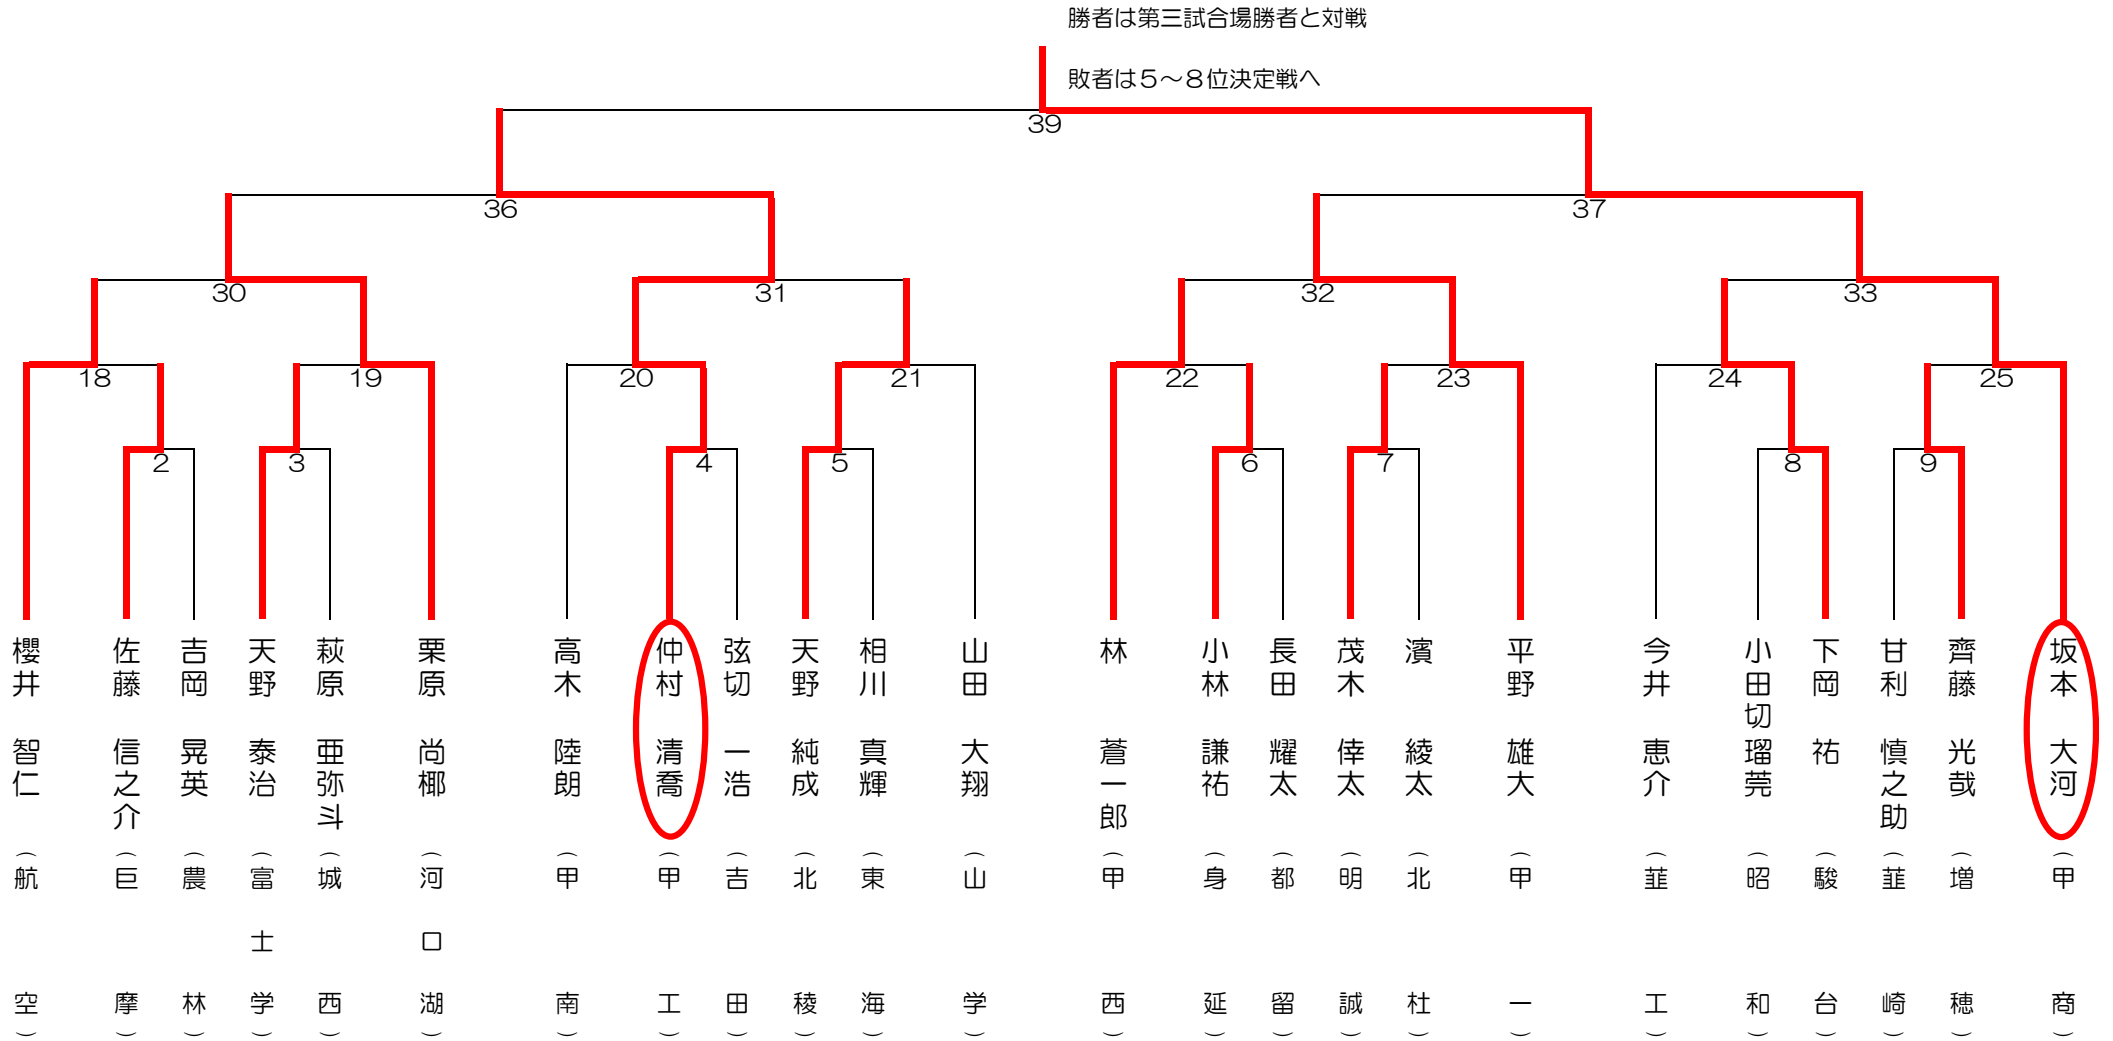 勝者は第三試合場勝者と対戦
敗者は5～8位決定戦へ
39
36
37
30
31
32
33
18
19
20
21
22
23
24
25
2
3
4
5
6
7
8
9
櫻井 智仁 (航空)
佐藤 信之介 (巨摩)
吉岡 晃英 (農林)
天野 泰治 (富士学)
萩原 亜弥斗 (城西)
栗原 尚椰 (河口湖)
高木 陸朗 (甲南)
仲村 清喬 (甲工)
弦切 一浩 (吉田)
天野 純成 (北稜)
相川 真輝 (東海)
山田 大翔 (山学)
林 蒼一郎 (甲西)
小林 謙祐 (身延)
長田 耀太 (都留)
茂木 倖太 (明誠)
濱 綾太 (北杜)
平野 雄大 (甲一)
今井 恵介 (韮工)
小田切 瑠莞 (昭和)
下岡 祐 (駿台)
甘利 慎之助 (韮崎)
齊藤 光哉 (増穂)
坂本 大河 (甲商)